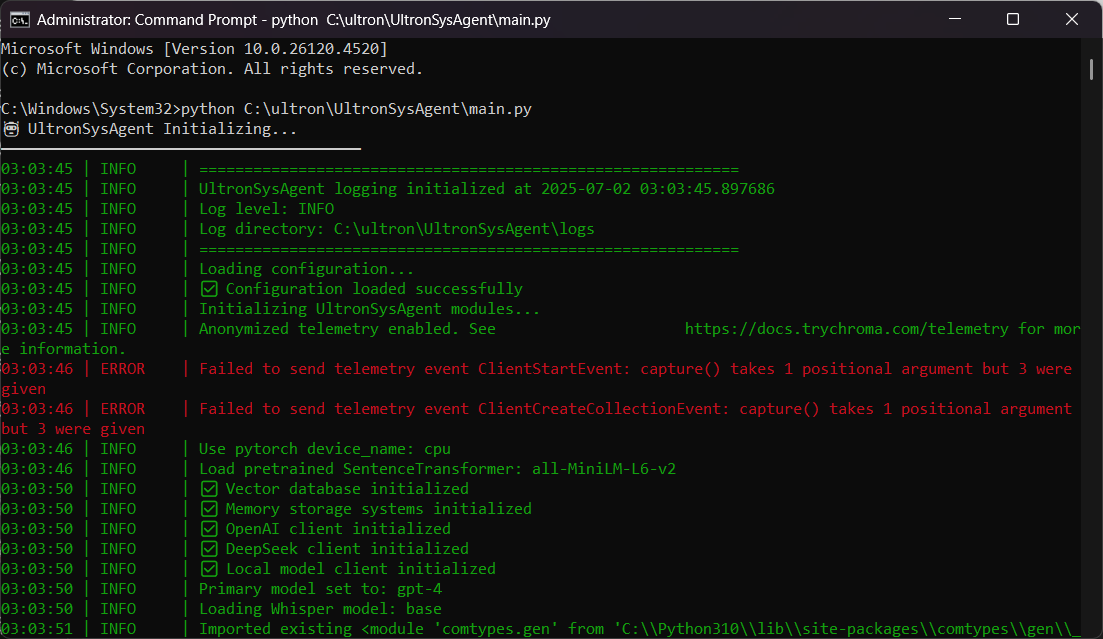 Administrator: Command Prompt - python  C:\ultron\UltronSysAgent\main.py
Microsoft Windows [Version 10.0.26120.4520]
(c) Microsoft Corporation. All rights reserved.
C:\Windows\System32>python C:\ultron\UltronSysAgent\main.py
🤖 UltronSysAgent Initializing...
03:03:45 | INFO     | ============================================================
03:03:45 | INFO     | UltronSysAgent logging initialized at 2025-07-02 03:03:45.897686
03:03:45 | INFO     | Log level: INFO
03:03:45 | INFO     | Log directory: C:\ultron\UltronSysAgent\logs
03:03:45 | INFO     | ============================================================
03:03:45 | INFO     | Loading configuration...
03:03:45 | INFO     | ✅ Configuration loaded successfully
03:03:45 | INFO     | Initializing UltronSysAgent modules...
03:03:45 | INFO     | Anonymized telemetry enabled. See                     https://docs.trychroma.com/telemetry for mor
e information.
03:03:46 | ERROR    | Failed to send telemetry event ClientStartEvent: capture() takes 1 positional argument but 3 were
given
03:03:46 | ERROR    | Failed to send telemetry event ClientCreateCollectionEvent: capture() takes 1 positional argument
but 3 were given
03:03:46 | INFO     | Use pytorch device_name: cpu
03:03:46 | INFO     | Load pretrained SentenceTransformer: all-MiniLM-L6-v2
03:03:50 | INFO     | ✅ Vector database initialized
03:03:50 | INFO     | ✅ Memory storage systems initialized
03:03:50 | INFO     | ✅ OpenAI client initialized
03:03:50 | INFO     | ✅ DeepSeek client initialized
03:03:50 | INFO     | ✅ Local model client initialized
03:03:50 | INFO     | Primary model set to: gpt-4
03:03:50 | INFO     | Loading Whisper model: base
03:03:51 | INFO     | Imported existing <module 'comtypes.gen' from 'C:\\Python310\\lib\\site-packages\\comtypes\\gen\\_